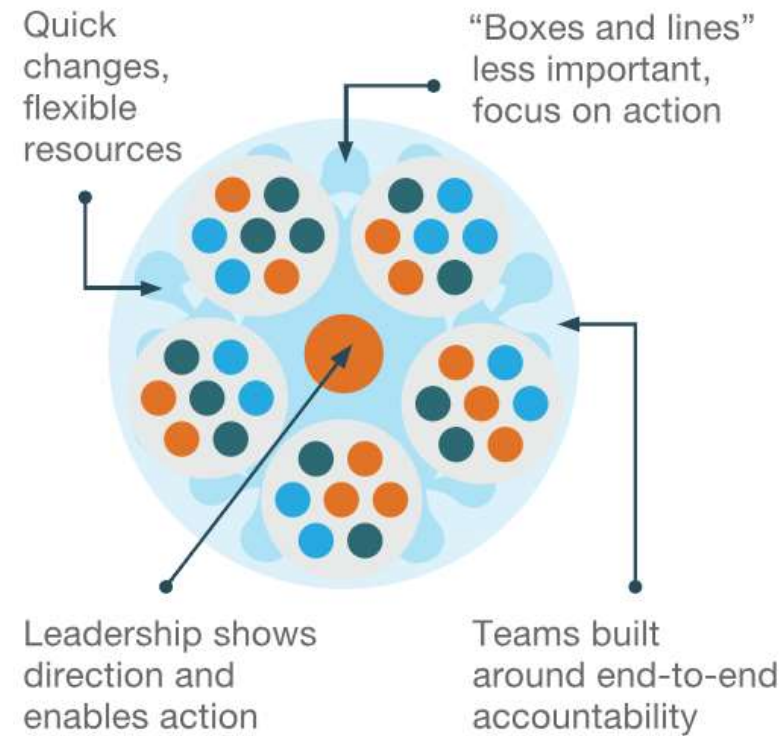 Quick
changes,
flexible
resources
“Boxes and lines”
less important,
focus on action
Leadership shows
direction and
enables action
Teams built
around end-to-end
accountability